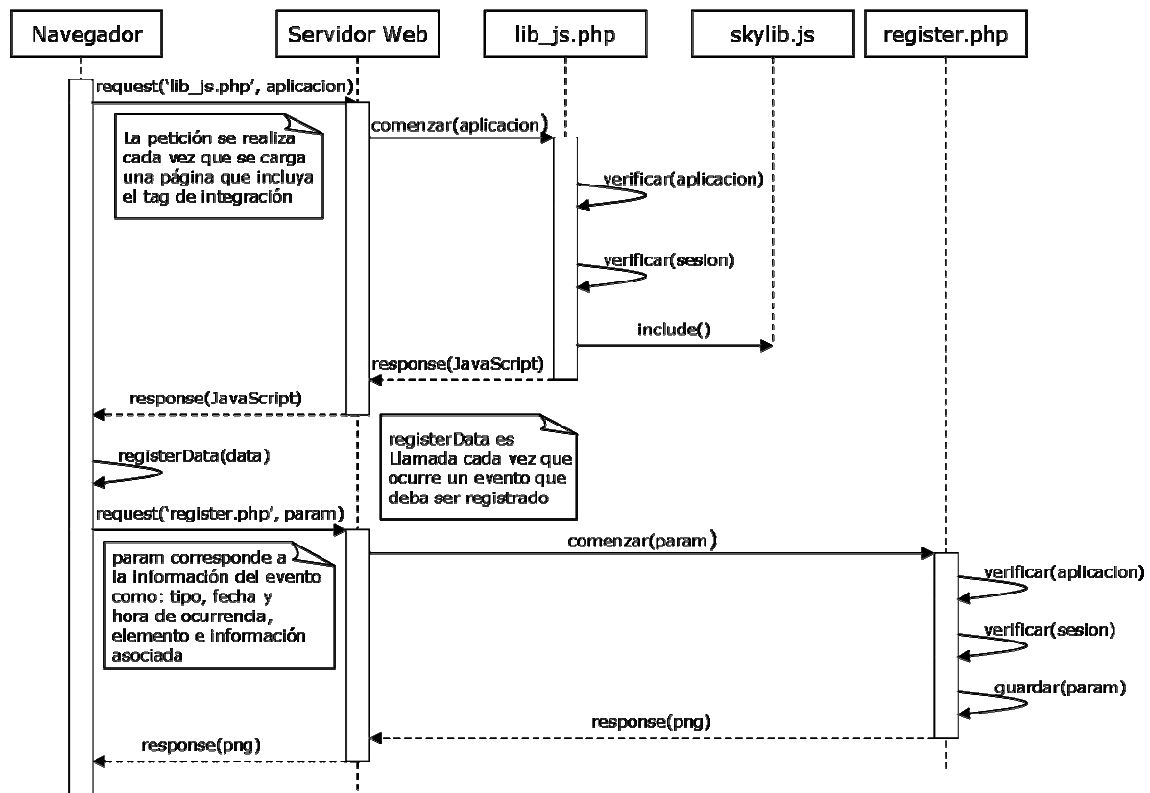 Navegador
Servidor Web
lib_js.php
skylib.js
register.php
request('lib_js.php', aplicacion)
La petición se realiza
cada vez que se carga
una página que incluya
el tag de integración
comenzar(aplicacion)
verificar(aplicacion)
verificar(sesion)
include()
response(JavaScript)
response(JavaScript)
registerData es
Llamada cada vez que
ocurre un evento que
deba ser registrado
registerData(data)
request('register.php', param)
comenzar(param)
param corresponde a
la información del evento
como: tipo, fecha y
hora de ocurrencia,
elemento e información
asociada
verificar(aplicacion)
verificar(sesion)
guardar(param)
response(png)
response(png)